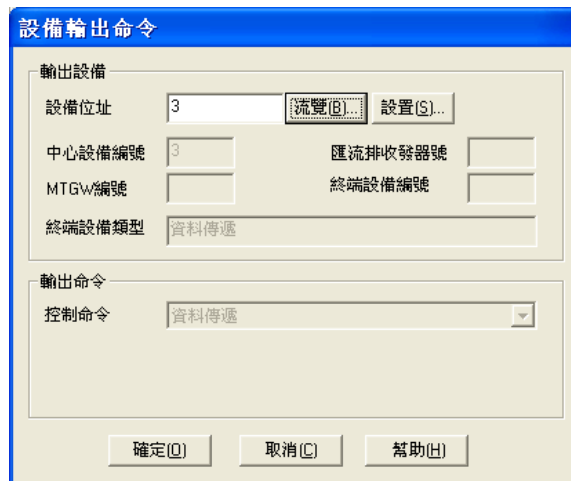 設備輸出命令
輸出設備
設備位址 3 流覽(B)... 設置(S)...
中心設備編號 3 匯流排收發器號
MTGW編號 終端設備編號
終端設備類型 資料傳遞
輸出命令
控制命令 資料傳遞
確定(O) 取消(C) 幫助(H)